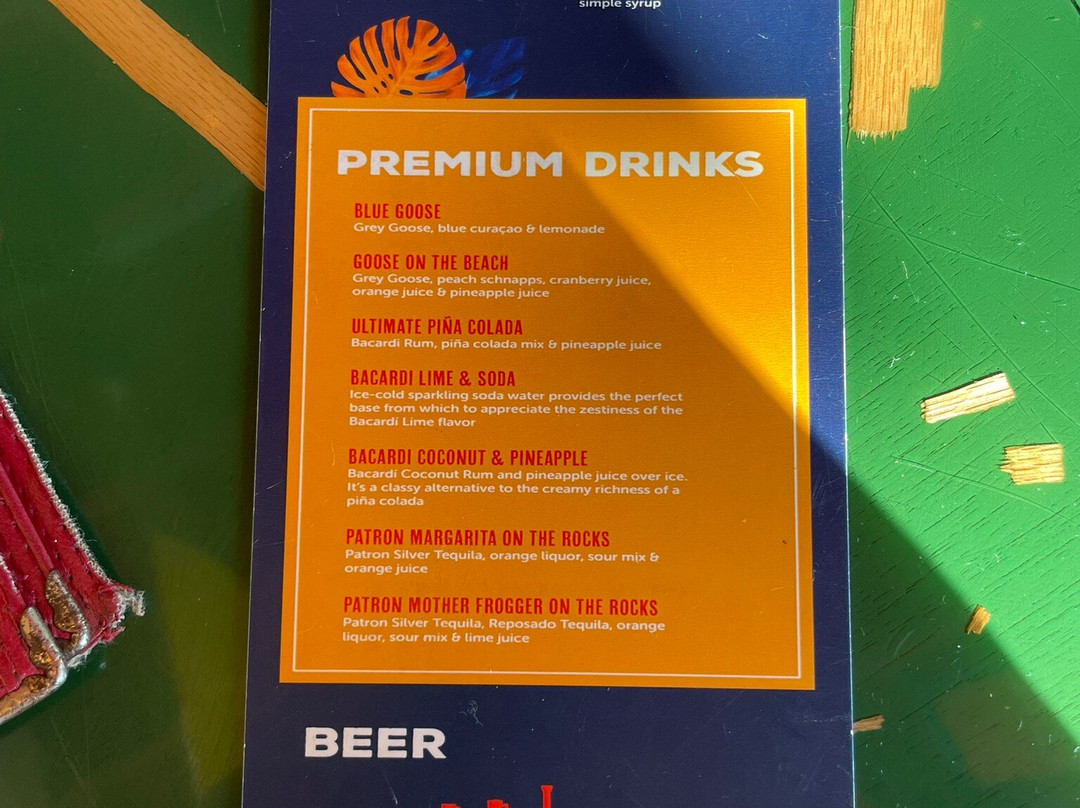 simple syrup
PREMIUM DRINKS
BLUE GOOSE
Grey Goose, blue curaçao & lemonade
GOOSE ON THE BEACH
Grey Goose, peach schnapps, cranberry juice,
orange juice & pineapple juice
ULTIMATE PIÑA COLADA
Bacardi Rum, piña colada mix & pineapple juice
BACARDI LIME & SODA
Ice-cold sparkling soda water provides the perfect
base from which to appreciate the zestiness of the
Bacardí Lime flavor
BACARDI COCONUT & PINEAPPLE
Bacardí Coconut Rum and pineapple juice over ice.
It's a classy alternative to the creamy richness of a
piña colada
PATRON MARGARITA ON THE ROCKS
Patron Silver Tequila, orange liquor, sour mix &
orange juice
PATRON MOTHER FROGGER ON THE ROCKS
Patron Silver Tequila, Reposado Tequila, orange
liquor, sour mix & lime juice
BEER